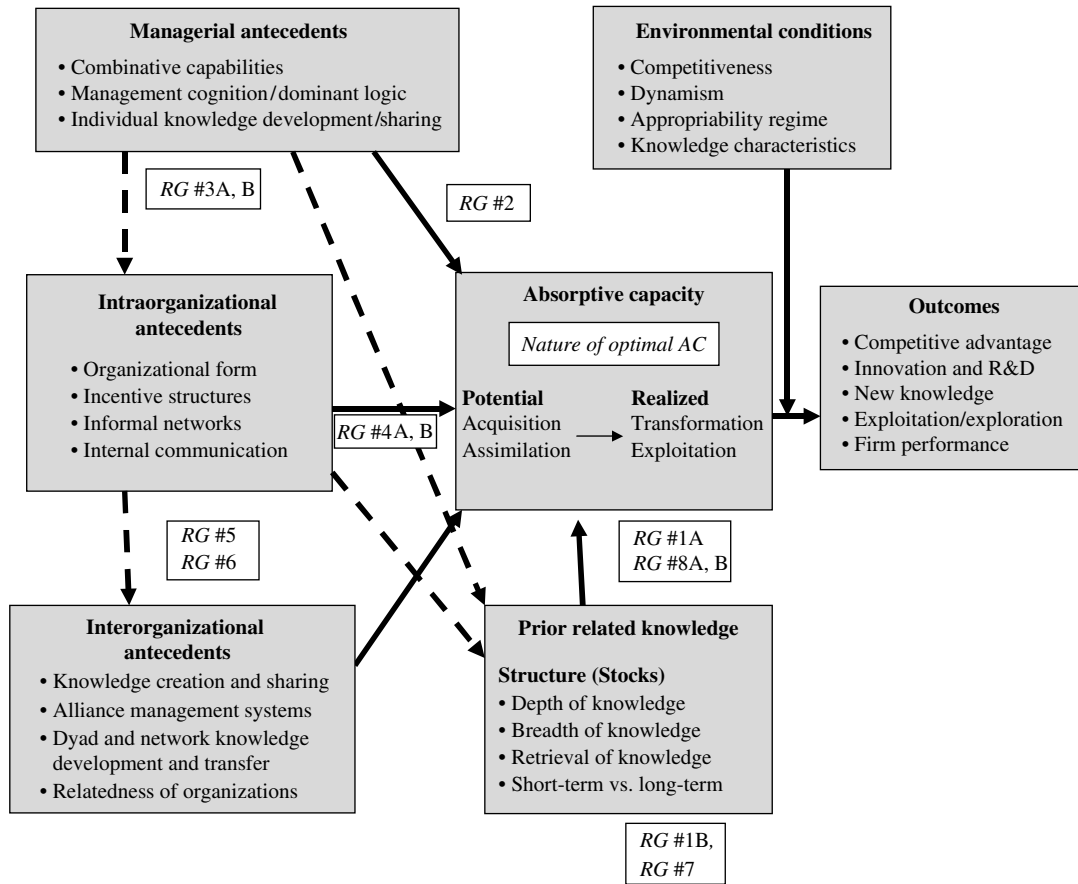 Managerial antecedents
• Combinative capabilities
• Management cognition/dominant logic
• Individual knowledge development/sharing
Environmental conditions
• Competitiveness
• Dynamism
• Appropriability regime
• Knowledge characteristics
RG #3A, B
RG #2
Intraorganizational
antecedents
• Organizational form
• Incentive structures
• Informal networks
• Internal communication
RG #4A, B
Absorptive capacity
Nature of optimal AC
Potential
Acquisition
Assimilation
Realized
Transformation
Exploitation
Outcomes
• Competitive advantage
• Innovation and R&D
• New knowledge
• Exploitation/exploration
• Firm performance
RG #5
RG #6
RG #1A
RG #8A, B
Interorganizational
antecedents
• Knowledge creation and sharing
• Alliance management systems
• Dyad and network knowledge
development and transfer
• Relatedness of organizations
Prior related knowledge
Structure (Stocks)
• Depth of knowledge
• Breadth of knowledge
• Retrieval of knowledge
• Short-term vs. long-term
RG #1B,
RG #7